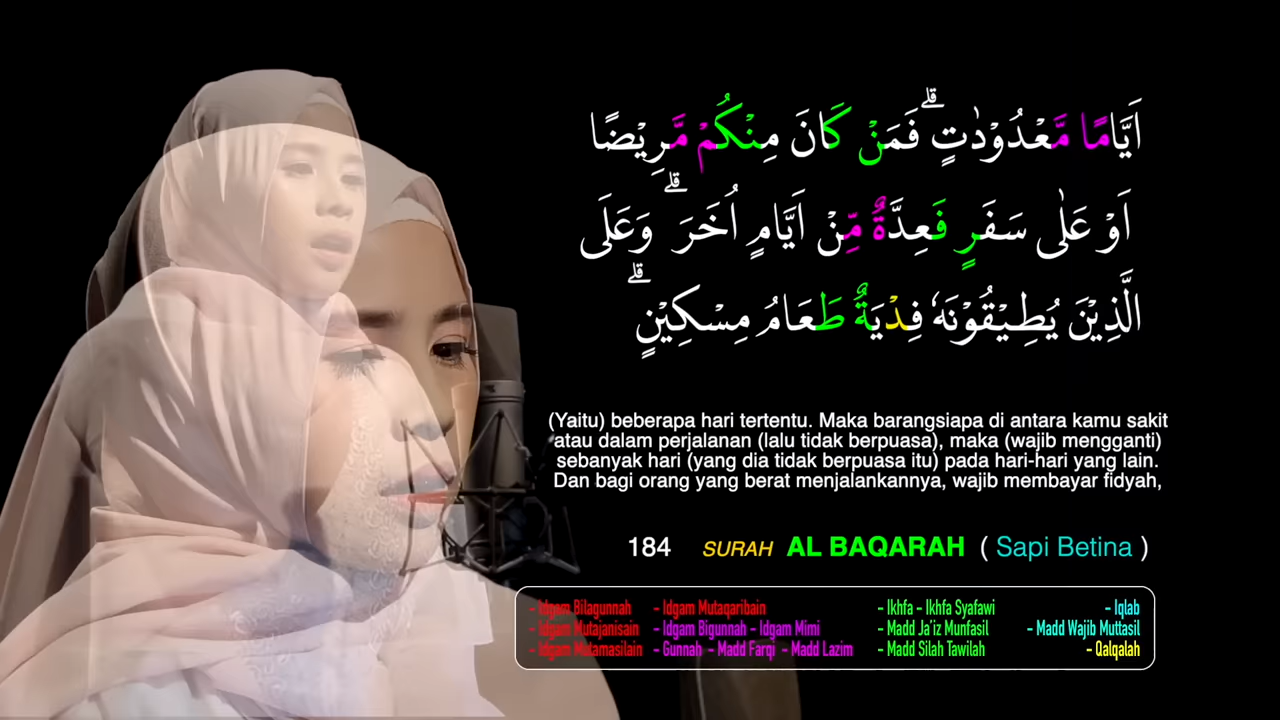 اَيَّامًا مَّعْدُوْدٰتٍۗ فَمَنْ كَانَ مِنْكُمْ مَّرِيْضًا
اَوْ عَلٰى سَفَرٍ فَعِدَّةٌ مِّنْ اَيَّامٍ اُخَرَ ۗ وَعَلَى
الَّذِيْنَ يُطِيْقُوْنَهٗ فِدْيَةٌ طَعَامُ مِسْكِيْنٍۗ
(Yaitu) beberapa hari tertentu. Maka barangsiapa di antara kamu sakit
atau dalam perjalanan (lalu tidak berpuasa), maka (wajib mengganti)
sebanyak hari (yang dia tidak berpuasa itu) pada hari-hari yang lain.
Dan bagi orang yang berat menjalankannya, wajib membayar fidyah,
184 SURAH AL BAQARAH ( Sapi Betina )
- Idgam Bilagunnah - Idgam Mutaqaribain - Ikhfa - Ikhfa Syafawi - Iqlab
- Idgam Mutajanisain - Idgam Bigunnah - Idgam Mimi - Madd Ja'iz Munfasil - Madd Wajib Muttasil
- Idgam Mutamasilain - Gunnah - Madd Farqi - Madd Lazim - Madd Silah Tawilah - Qalqalah